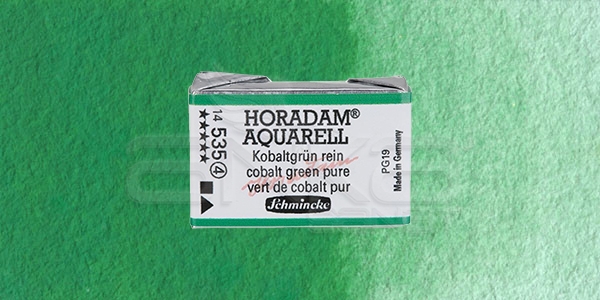 HORADAM®
AQUARELL
Kobaltgrün rein
cobalt green pure
vert de cobalt pur
Schmincke
14 535 4
★★★★★
PG19
Made in Germany